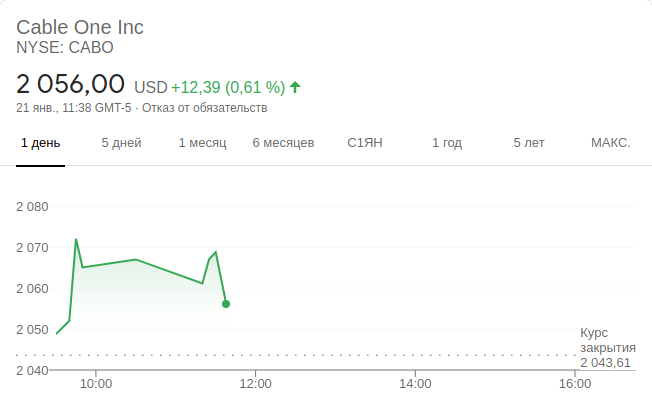 Cable One Inc
NYSE: CABO
2 056,00 USD +12,39 (0,61 %)
21 янв., 11:38 GMT-5 · Отказ от обязательств
1 день 5 дней 1 месяц 6 месяцев С1ЯН 1 год 5 лет МАКС.
2 080
2 070
2 060
2 050
Курс
закрытия
2 043,61
2 040
10:00 12:00 14:00 16:00